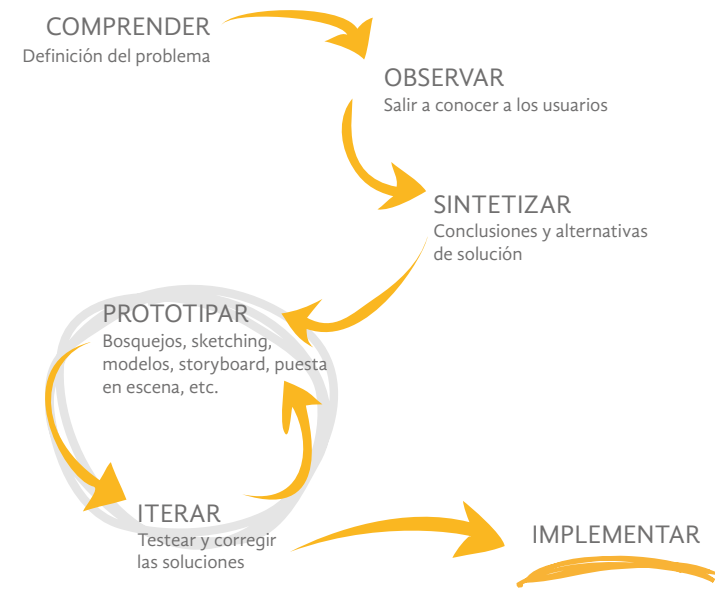 COMPRENDER
Definición del problema
OBSERVAR
Salir a conocer a los usuarios
SINTETIZAR
Conclusiones y alternativas
de solución
PROTOTIPAR
Bosquejos, sketching,
modelos, storyboard, puesta
en escena, etc.
ITERAR
Testear y corregir
las soluciones
IMPLEMENTAR